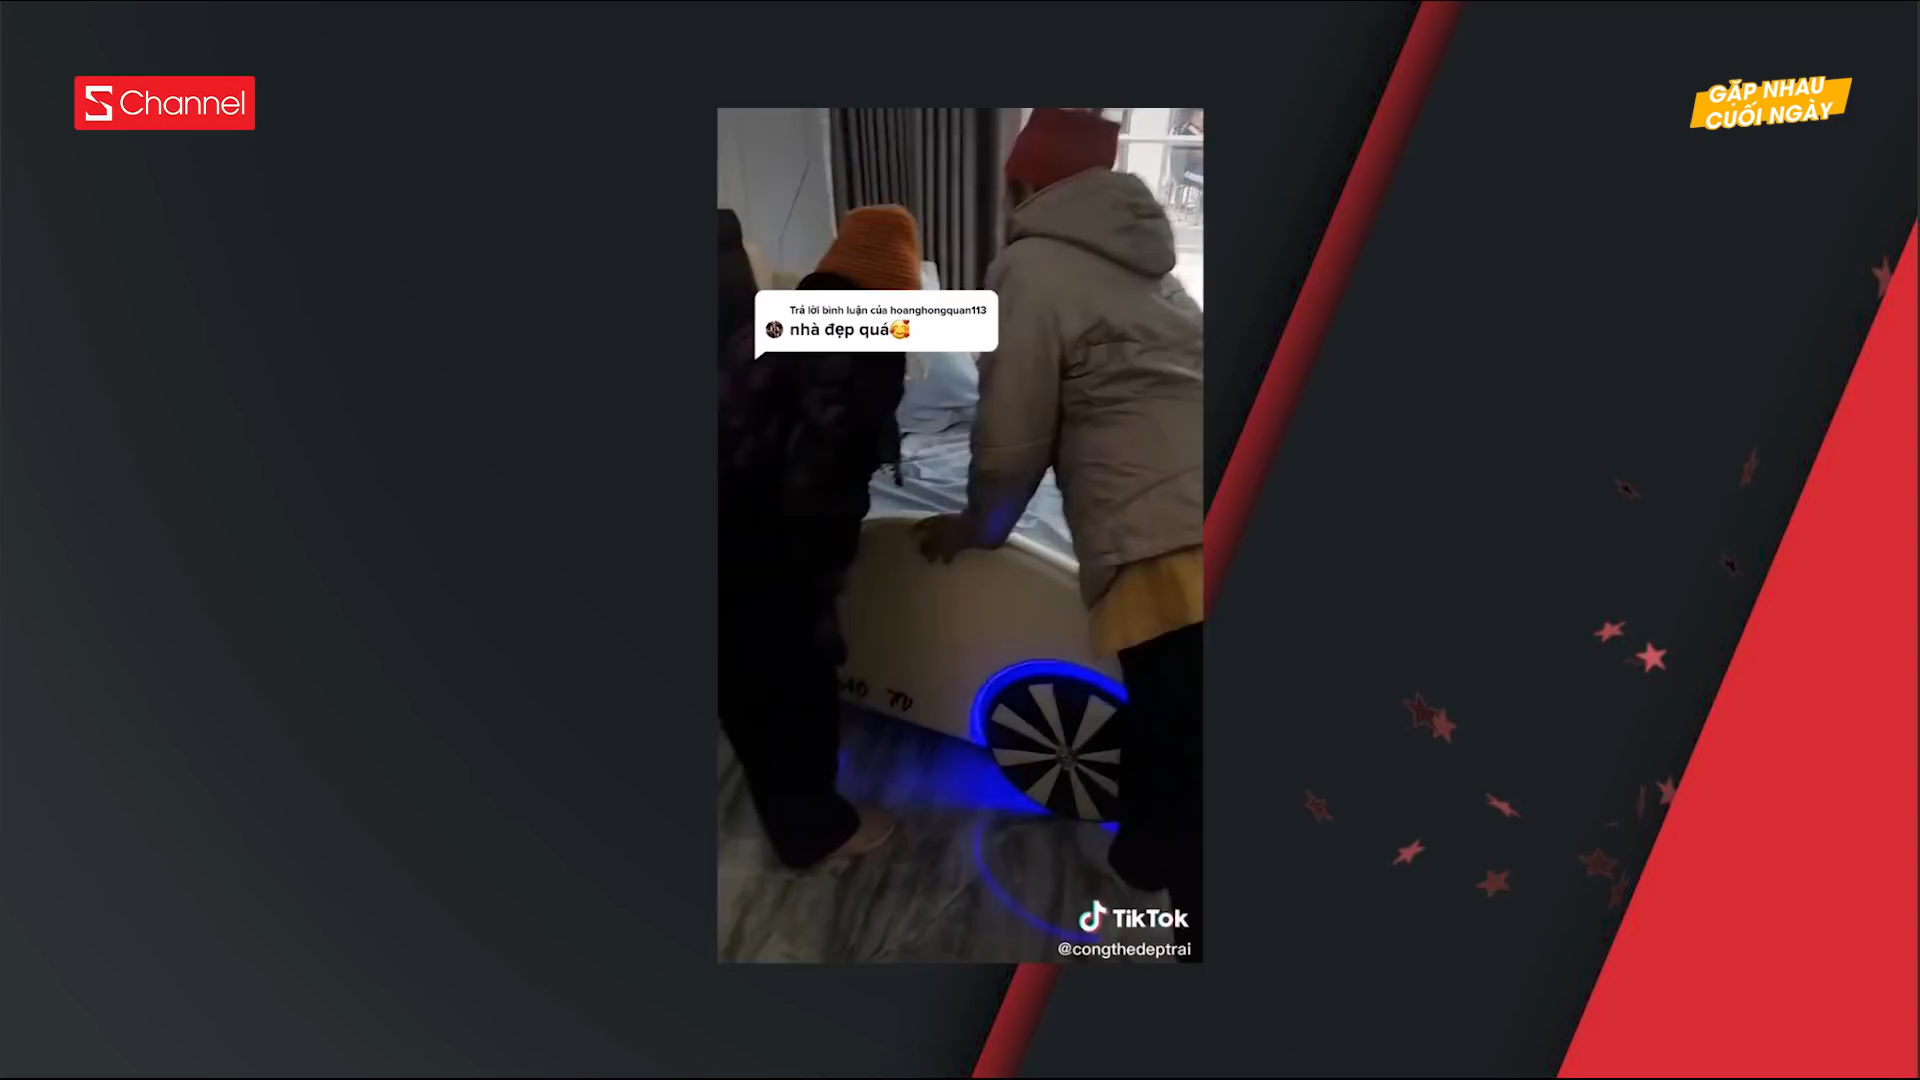 S Channel
GẶP NHAU
CUỐI NGÀY
Trả lời bình luận của hoanghongquan113
nhà đẹp quá🥰
TikTok
@congthedeptrai